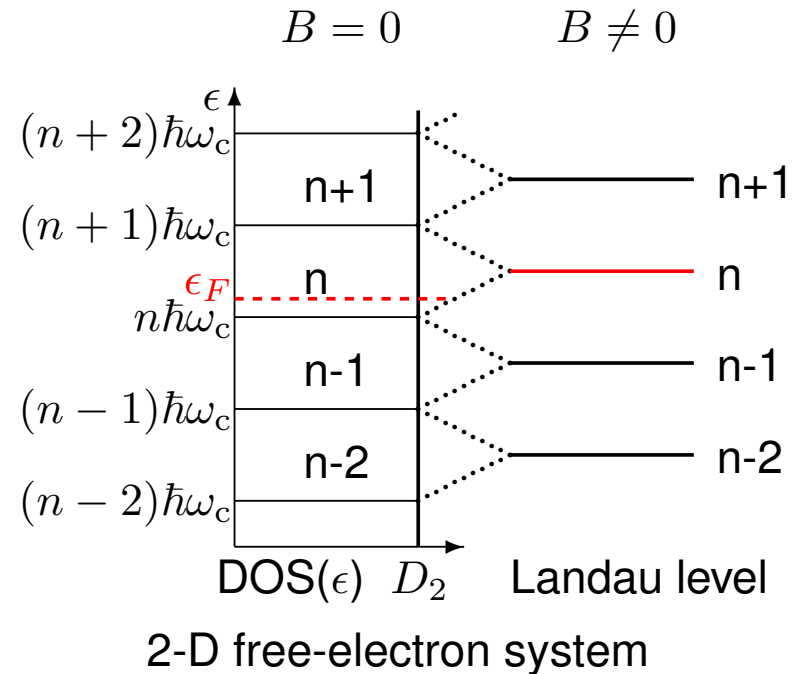 B = 0 B ≠ 0
ϵ
(n + 2)ℏω_c
n+1 n+1
(n + 1)ℏω_c
n n
ϵ_F
nℏω_c
n-1 n-1
(n − 1)ℏω_c
n-2 n-2
(n − 2)ℏω_c
DOS(ϵ) D_2 Landau level
2-D free-electron system